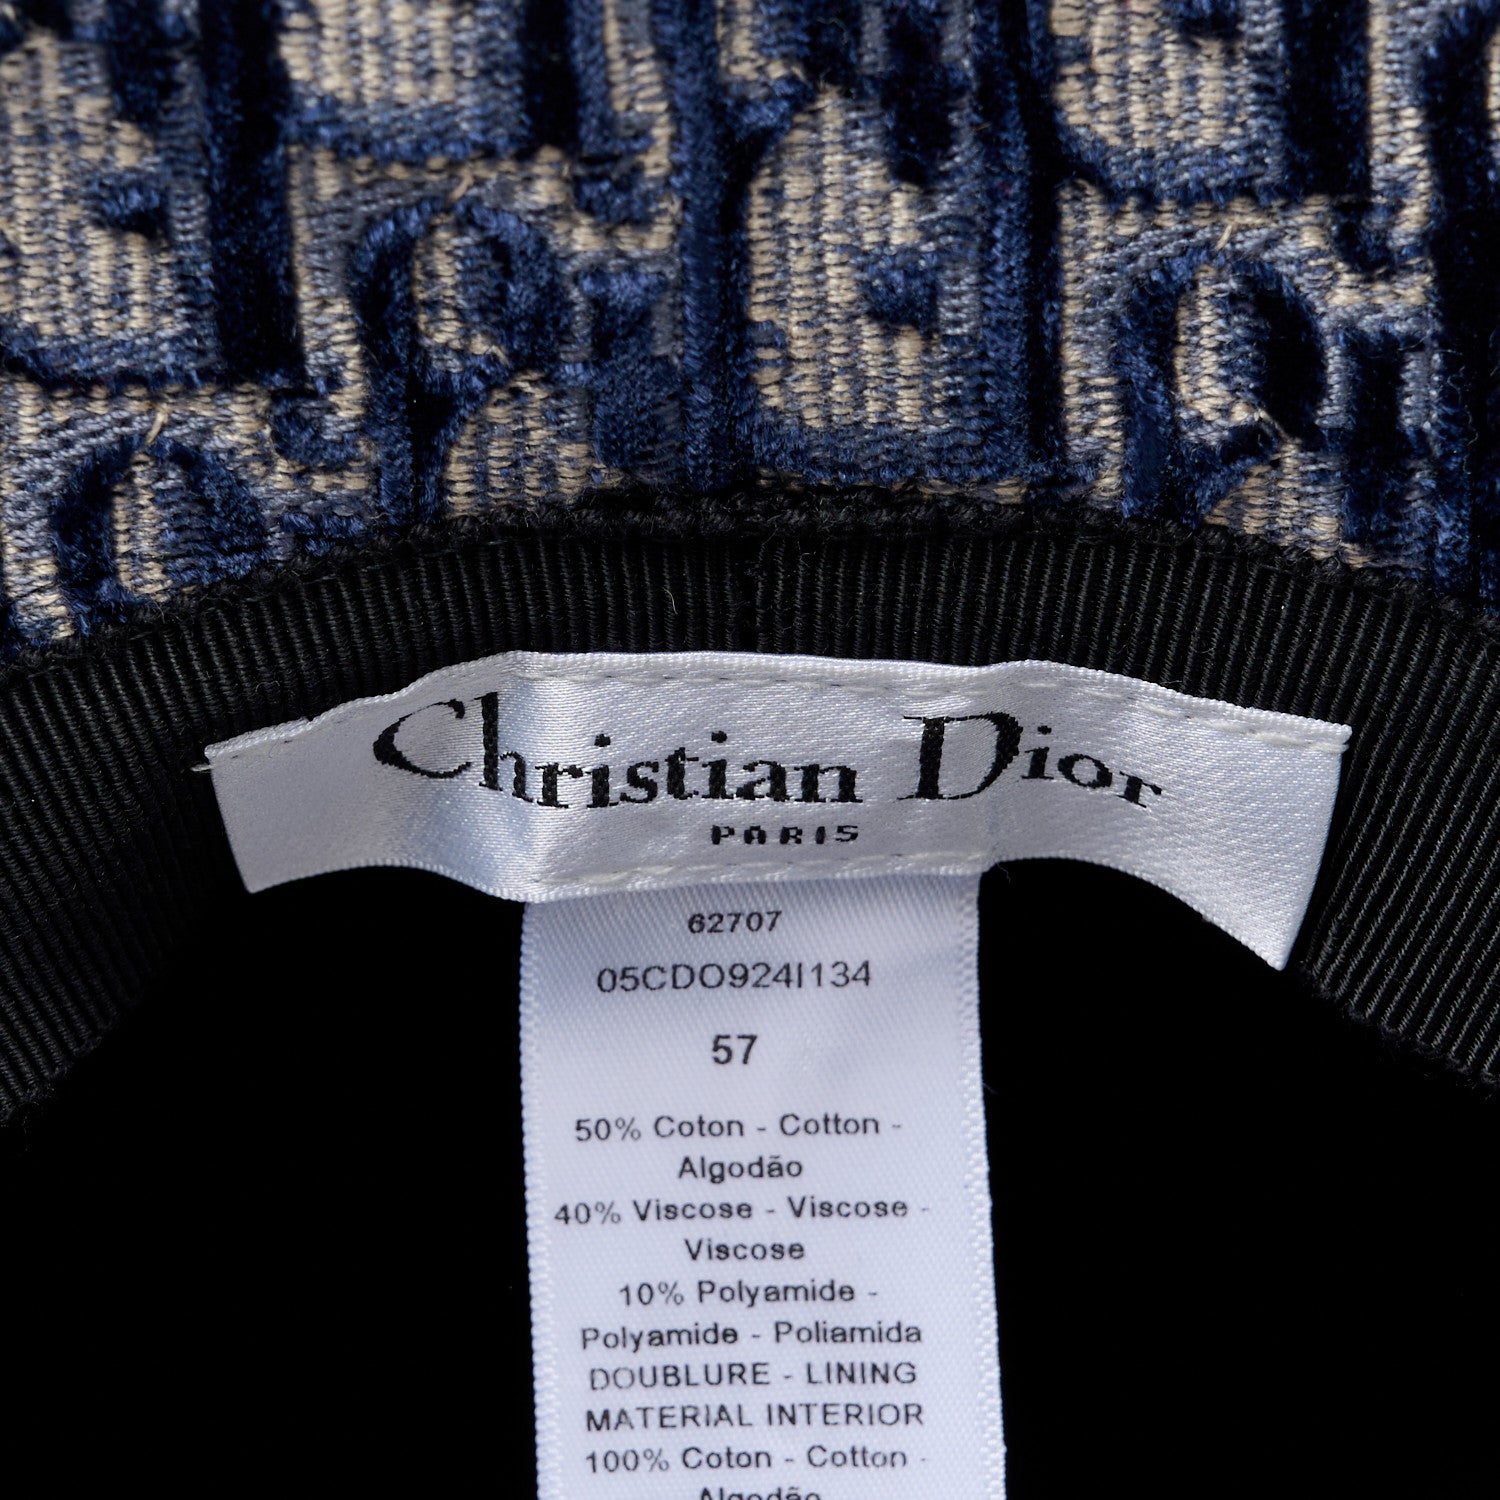 Christian Dior
PARIS
62707
05CDO924I134
57
50% Coton - Cotton -
Algodão
40% Viscose - Viscose -
Viscose
10% Polyamide -
Polyamide - Poliamida
DOUBLURE - LINING
MATERIAL INTERIOR
100% Coton - Cotton -
Algodão